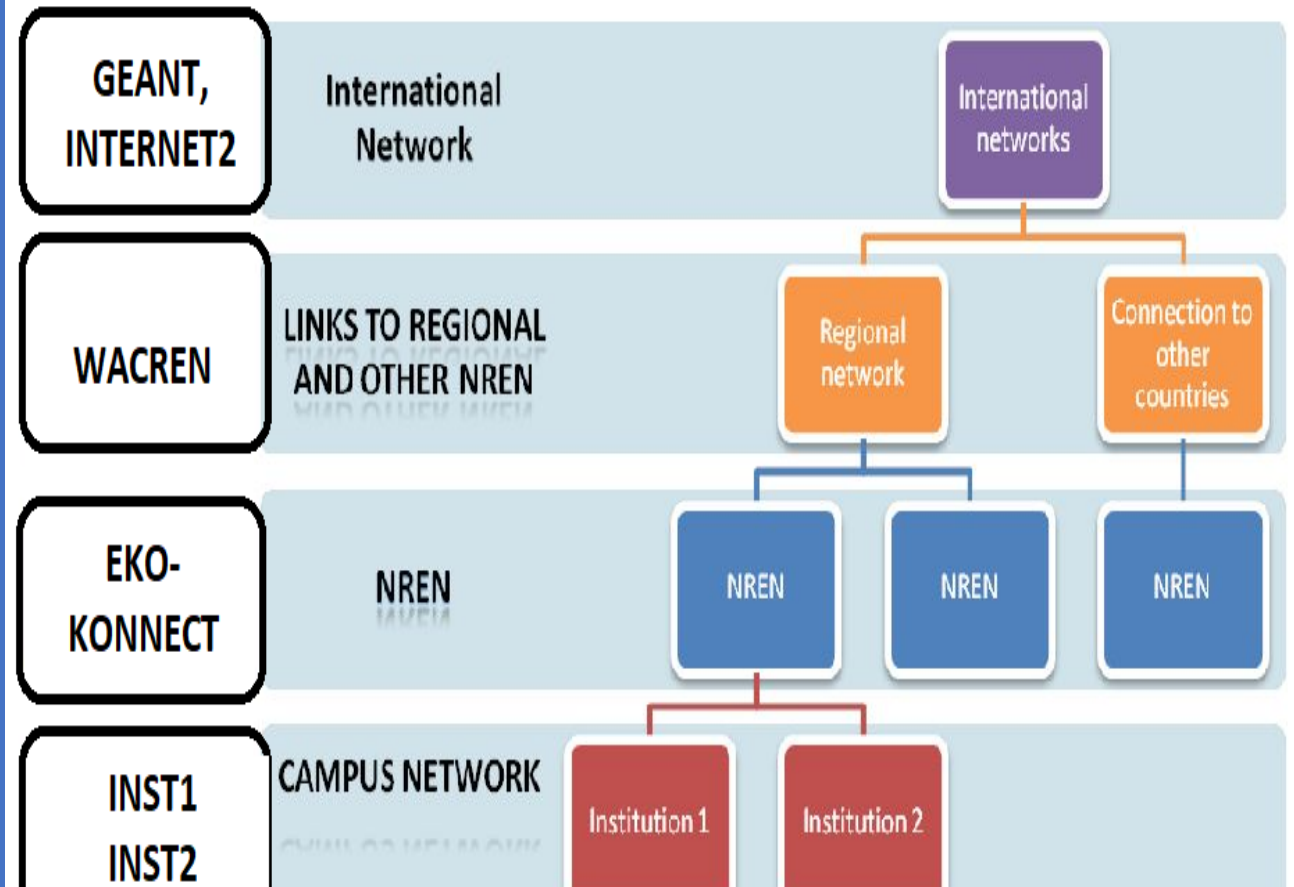 GEANT,
INTERNET2
International
Network
International
networks
WACREN
LINKS TO REGIONAL
AND OTHER NREN
Regional
network
Connection to
other
countries
EKO-
KONNECT
NREN
NREN
NREN
NREN
INST1
INST2
CAMPUS NETWORK
Institution 1
Institution 2